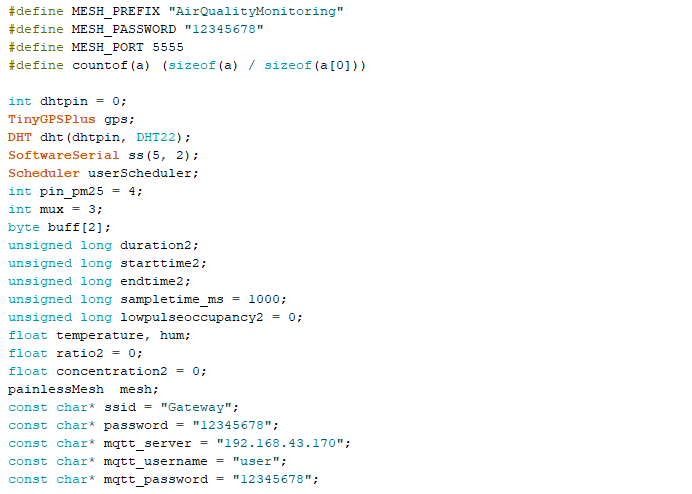 #define MESH_PREFIX "AirQualityMonitoring"
#define MESH_PASSWORD "12345678"
#define MESH_PORT 5555
#define countof(a) (sizeof(a) / sizeof(a[0]))
int dhtpin = 0;
TinyGPSPlus gps;
DHT dht(dhtpin, DHT22);
SoftwareSerial ss(5, 2);
Scheduler userScheduler;
int pin_pm25 = 4;
int mux = 3;
byte buff[2];
unsigned long duration2;
unsigned long starttime2;
unsigned long endtime2;
unsigned long sampletime_ms = 1000;
unsigned long lowpulseoccupancy2 = 0;
float temperature, hum;
float ratio2 = 0;
float concentration2 = 0;
painlessMesh  mesh;
const char* ssid = "Gateway";
const char* password = "12345678";
const char* mqtt_server = "192.168.43.170";
const char* mqtt_username = "user";
const char* mqtt_password = "12345678";